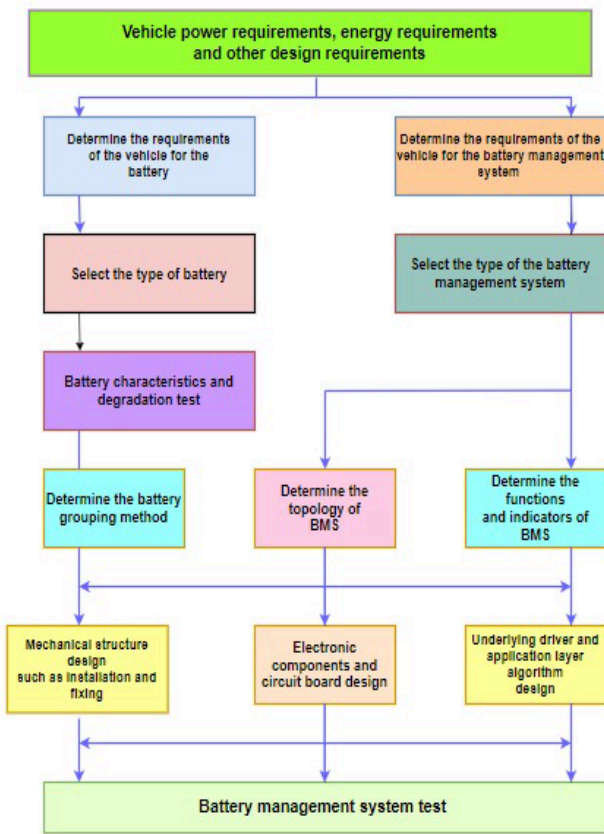 Vehicle power requirements, energy requirements
and other design requirements
Determine the requirements
of the vehicle for the
battery
Determine the requirements of the
vehicle for the battery management
system
Select the type of battery
Select the type of the battery
management system
Battery characteristics and
degradation test
Determine the battery
grouping method
Determine the
topology of
BMS
Determine the
functions
and indicators of
BMS
Mechanical structure
design
such as installation and
fixing
Electronic
components and
circuit board design
Underlying driver and
application layer
algorithm
design
Battery management system test